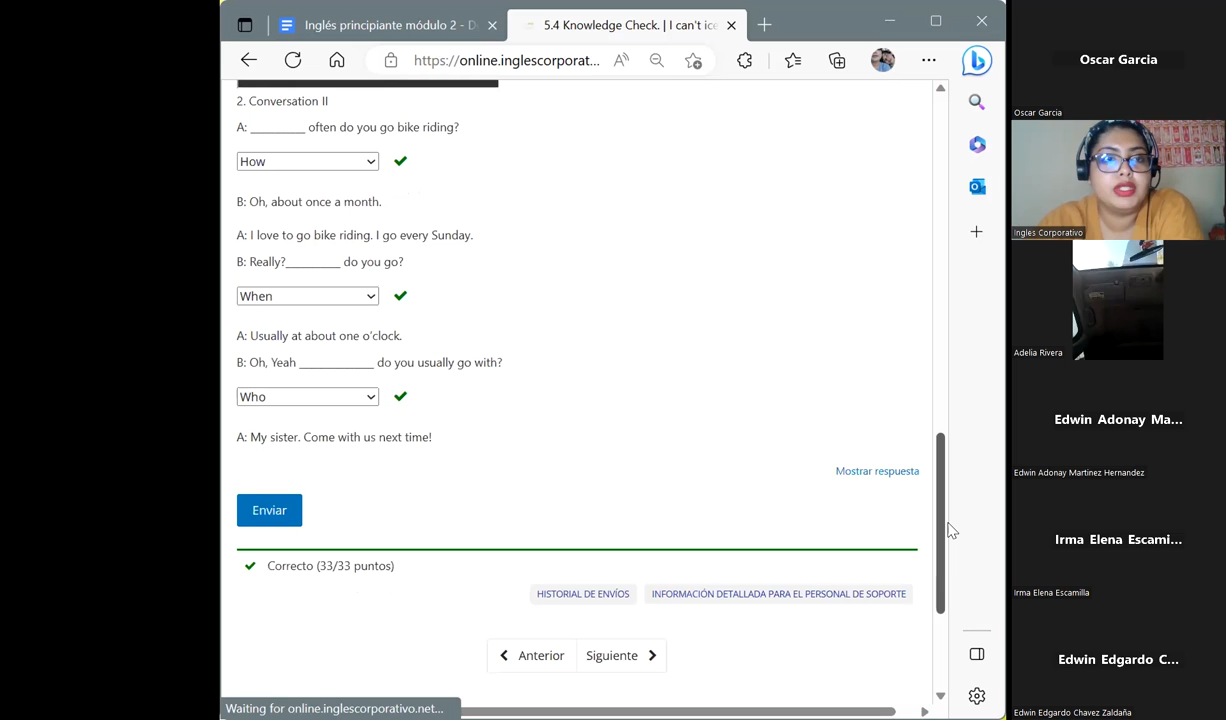 Inglés principiante módulo 2 - D
5.4 Knowledge Check. | I can't ice
https://online.inglescorporat...
2. Conversation II
A: _________ often do you go bike riding?
How
B: Oh, about once a month.
A: I love to go bike riding. I go every Sunday.
B: Really?_________ do you go?
When
A: Usually at about one o'clock.
B: Oh, Yeah ____________ do you usually go with?
Who
A: My sister. Come with us next time!
Mostrar respuesta
Enviar
Correcto (33/33 puntos)
HISTORIAL DE ENVÍOS
INFORMACIÓN DETALLADA PARA EL PERSONAL DE SOPORTE
Anterior
Siguiente
Waiting for online.inglescorporativo.net...
Oscar Garcia
Oscar Garcia
Ingles Corporativo
Adelia Rivera
Edwin Adonay Ma...
Edwin Adonay Martinez Hernandez
Irma Elena Escami...
Irma Elena Escamilla
Edwin Edgardo C...
Edwin Edgardo Chavez Zaldaña